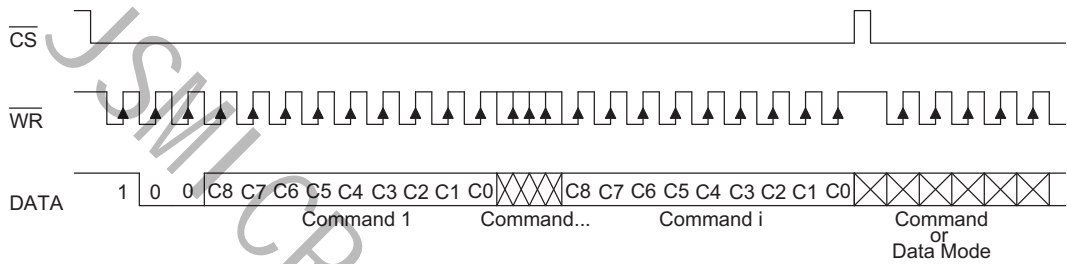 CS
WR
DATA
1 0 0 C8 C7 C6 C5 C4 C3 C2 C1 C0 C8 C7 C6 C5 C4 C3 C2 C1 C0
Command 1 Command... Command i Command
or
Data Mode
JSMICR